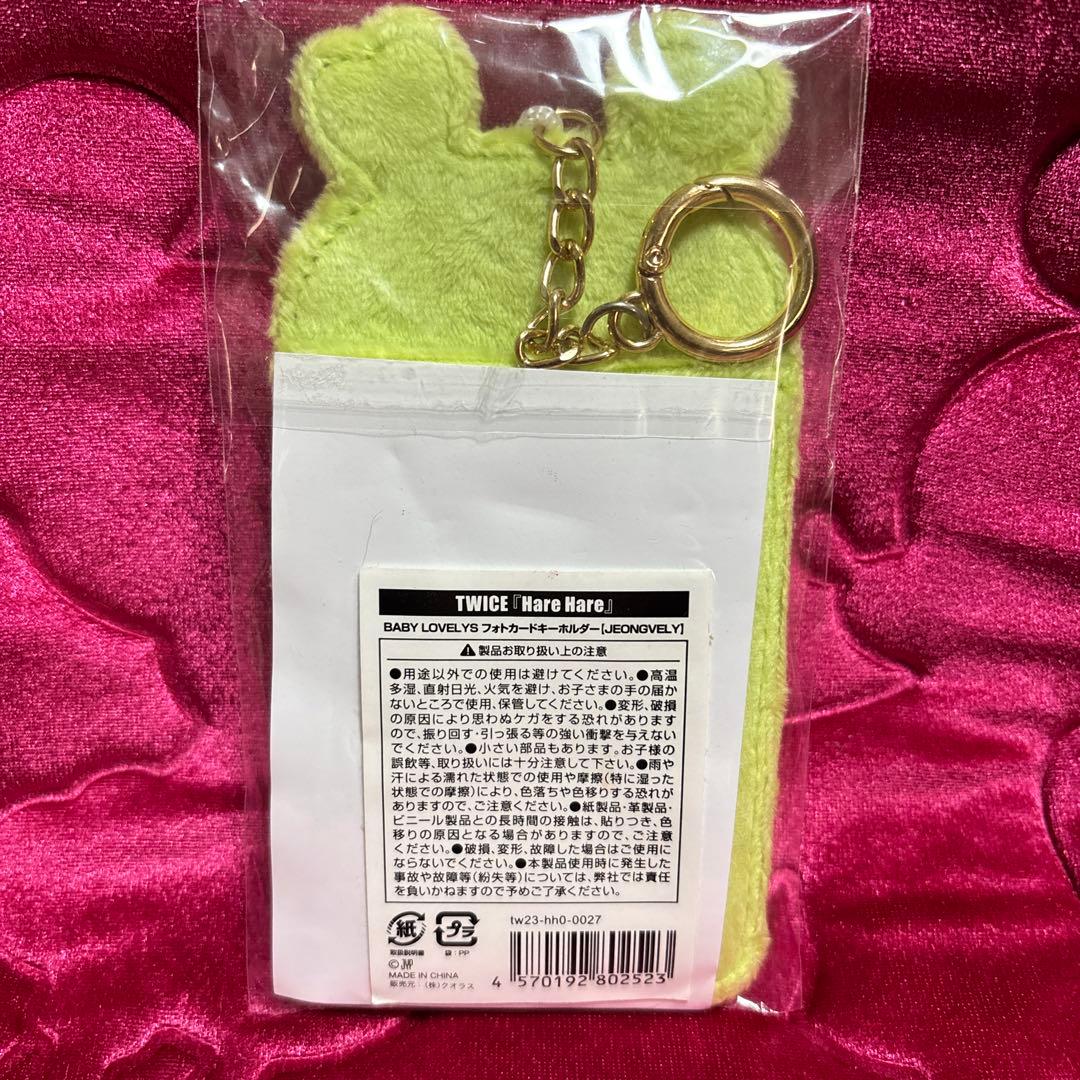 TWICE『Hare Hare』
BABY LOVELYS フォトカードキーホルダー【JEONGVELY】
⚠製品お取り扱い上の注意
●用途以外での使用は避けてください。●高温
多湿、直射日光、火気を避け、お子さまの手の届か
ないところで使用、保管してください。●変形、破損
の原因により思わぬケガをする恐れがあります
ので、振り回す・引っ張る等の強い衝撃を与えない
でください。●小さい部品もあります。お子様の
誤飲等、取り扱いには十分注意して下さい。●雨や
汗による濡れた状態での使用や摩擦(特に湿った
状態での摩擦)により、色落ちや色移りする恐れが
ありますので、ご注意ください。●紙製品・革製品・
ビニール製品との長時間の接触は、貼りつき、色
移りの原因となる場合がありますので、ご注意
ください。●破損、変形、故障した場合はご使用に
ならないでください。●本製品使用時に発生した
事故や故障等(紛失等)については、弊社では責任
を負いかねますので予めご了承ください。
紙
取扱説明書
プラ
袋：PP
tw23-hh0-0027
©JYP
MADE IN CHINA
販売元：(株)クオラス
4 570192 802523